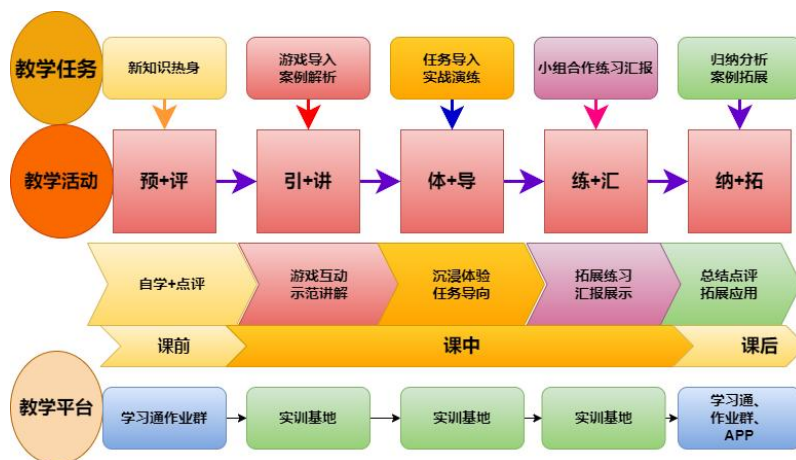 教学任务
新知识热身
游戏导入
案例解析
任务导入
实战演练
小组合作练习汇报
归纳分析
案例拓展
教学活动
预+评
引+讲
体+导
练+汇
纳+拓
自学+点评
游戏互动
示范讲解
沉浸体验
任务导向
拓展练习
汇报展示
总结点评
拓展应用
课前
课中
课后
教学平台
学习通作业群
实训基地
实训基地
实训基地
学习通、
作业群、
APP